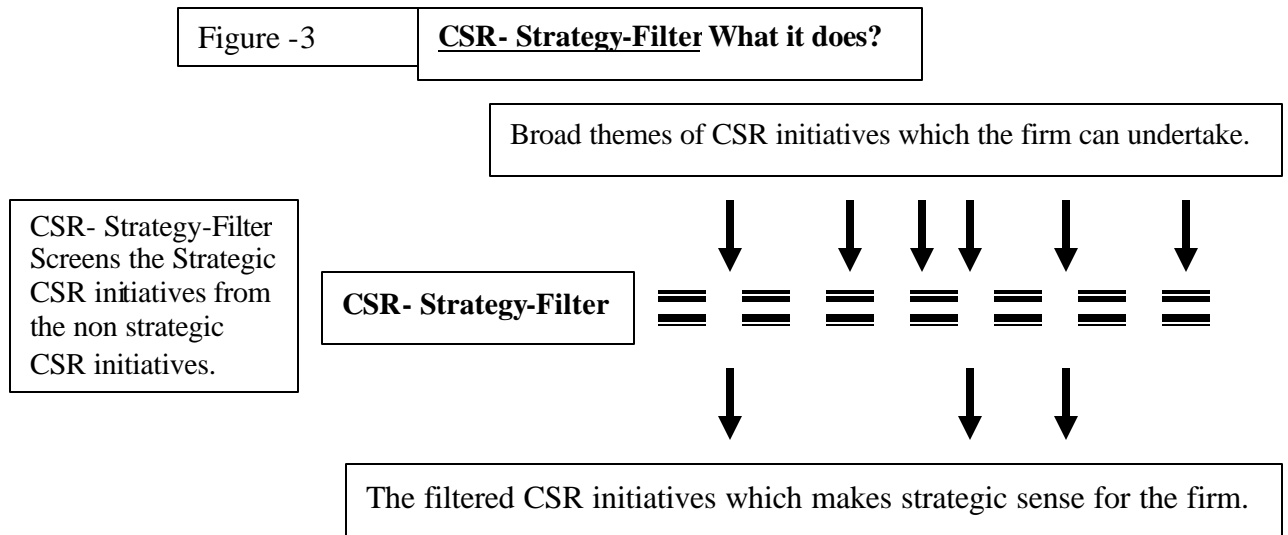 Figure -3
CSR- Strategy-Filter What it does?
Broad themes of CSR initiatives which the firm can undertake.
CSR- Strategy-Filter
Screens the Strategic
CSR initiatives from
the non strategic
CSR initiatives.
CSR- Strategy-Filter
The filtered CSR initiatives which makes strategic sense for the firm.